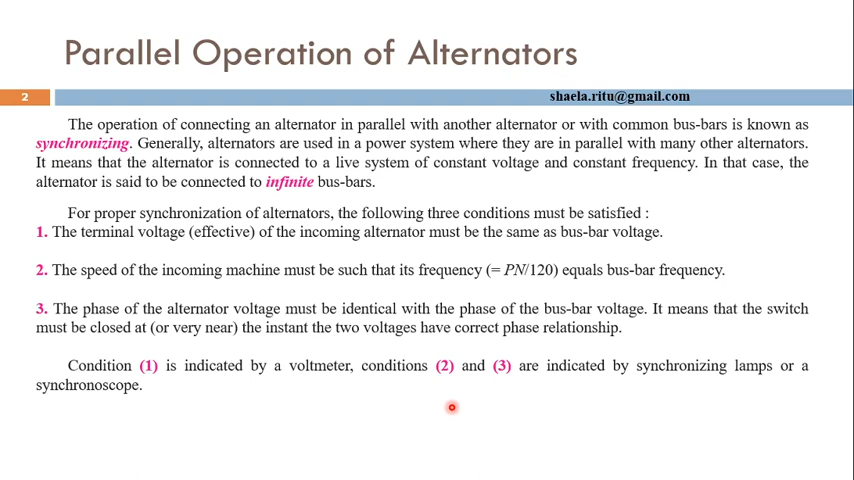 Parallel Operation of Alternators
2
shaela.ritu@gmail.com
The operation of connecting an alternator in parallel with another alternator or with common bus-bars is known as
synchronizing. Generally, alternators are used in a power system where they are in parallel with many other alternators.
It means that the alternator is connected to a live system of constant voltage and constant frequency. In that case, the
alternator is said to be connected to infinite bus-bars.
For proper synchronization of alternators, the following three conditions must be satisfied :
1. The terminal voltage (effective) of the incoming alternator must be the same as bus-bar voltage.
2. The speed of the incoming machine must be such that its frequency (= PN/120) equals bus-bar frequency.
3. The phase of the alternator voltage must be identical with the phase of the bus-bar voltage. It means that the switch
must be closed at (or very near) the instant the two voltages have correct phase relationship.
Condition (1) is indicated by a voltmeter, conditions (2) and (3) are indicated by synchronizing lamps or a
synchronoscope.